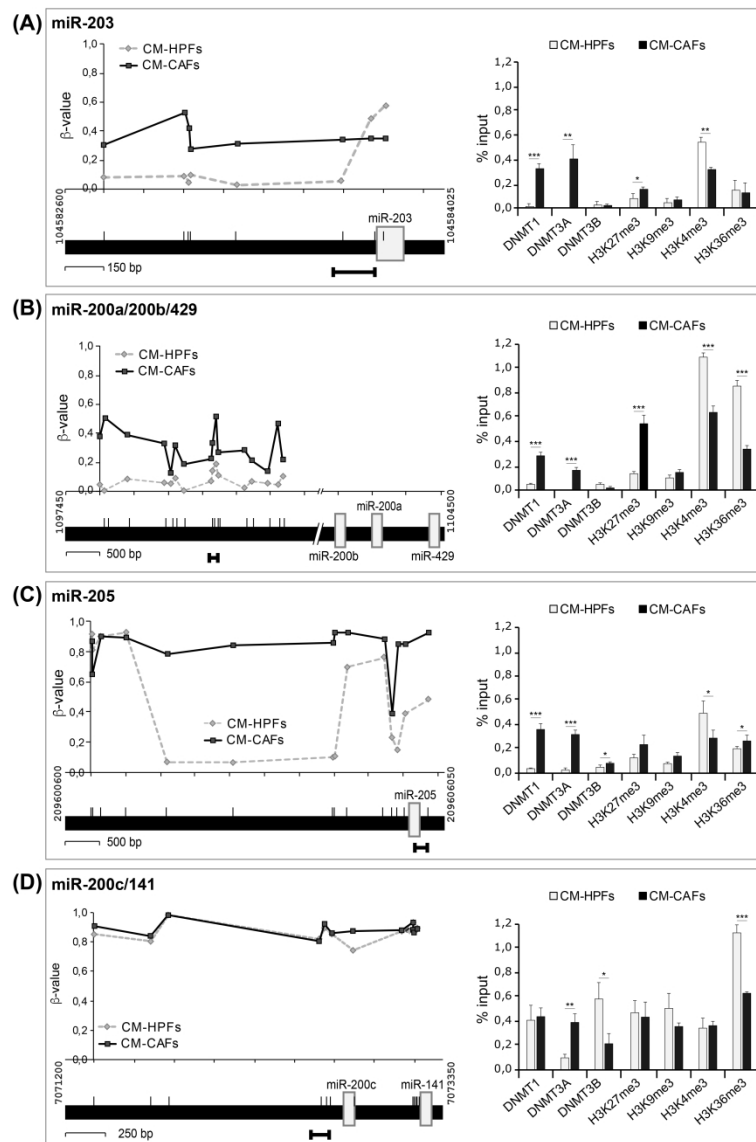 (A) miR-203
CM-HPFs
CM-CAFs
β-value
1,0
0,8
0,6
0,4
0,2
0,0
104582600
104584025
miR-203
150 bp
CM-HPFs CM-CAFs
% input
1,2
1,0
0,8
0,6
0,4
0,2
0
*** ** * **
DNMT1 DNMT3A DNMT3B H3K27me3 H3K9me3 H3K4me3 H3K36me3
(B) miR-200a/200b/429
CM-HPFs
CM-CAFs
β-value
1,0
0,8
0,6
0,4
0,2
0,0
1097450
1104500
miR-200a
miR-200b miR-429
500 bp
CM-HPFs CM-CAFs
% input
1,2
1,0
0,8
0,6
0,4
0,2
0
*** *** *** *** ***
DNMT1 DNMT3A DNMT3B H3K27me3 H3K9me3 H3K4me3 H3K36me3
(C) miR-205
β-value
1,0
0,8
0,6
0,4
0,2
0,0
CM-HPFs
CM-CAFs
209600600
209606050
miR-205
500 bp
CM-HPFs CM-CAFs
% input
1,2
1,0
0,8
0,6
0,4
0,2
0,0
*** *** * * *
DNMT1 DNMT3A DNMT3B H3K27me3 H3K9me3 H3K4me3 H3K36me3
(D) miR-200c/141
β-value
1,0
0,8
0,6
0,4
0,2
0,0
CM-HPFs
CM-CAFs
7071200
7073350
miR-200c miR-141
250 bp
CM-HPFs CM-CAFs
% input
1,2
1,0
0,8
0,6
0,4
0,2
0,0
** * ***
DNMT1 DNMT3A DNMT3B H3K27me3 H3K9me3 H3K4me3 H3K36me3